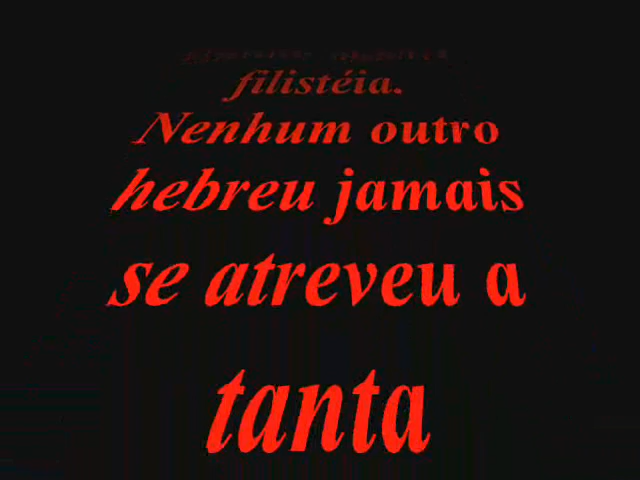 filistéia.
Nenhum outro
hebreu jamais
se atreveu a
tanta